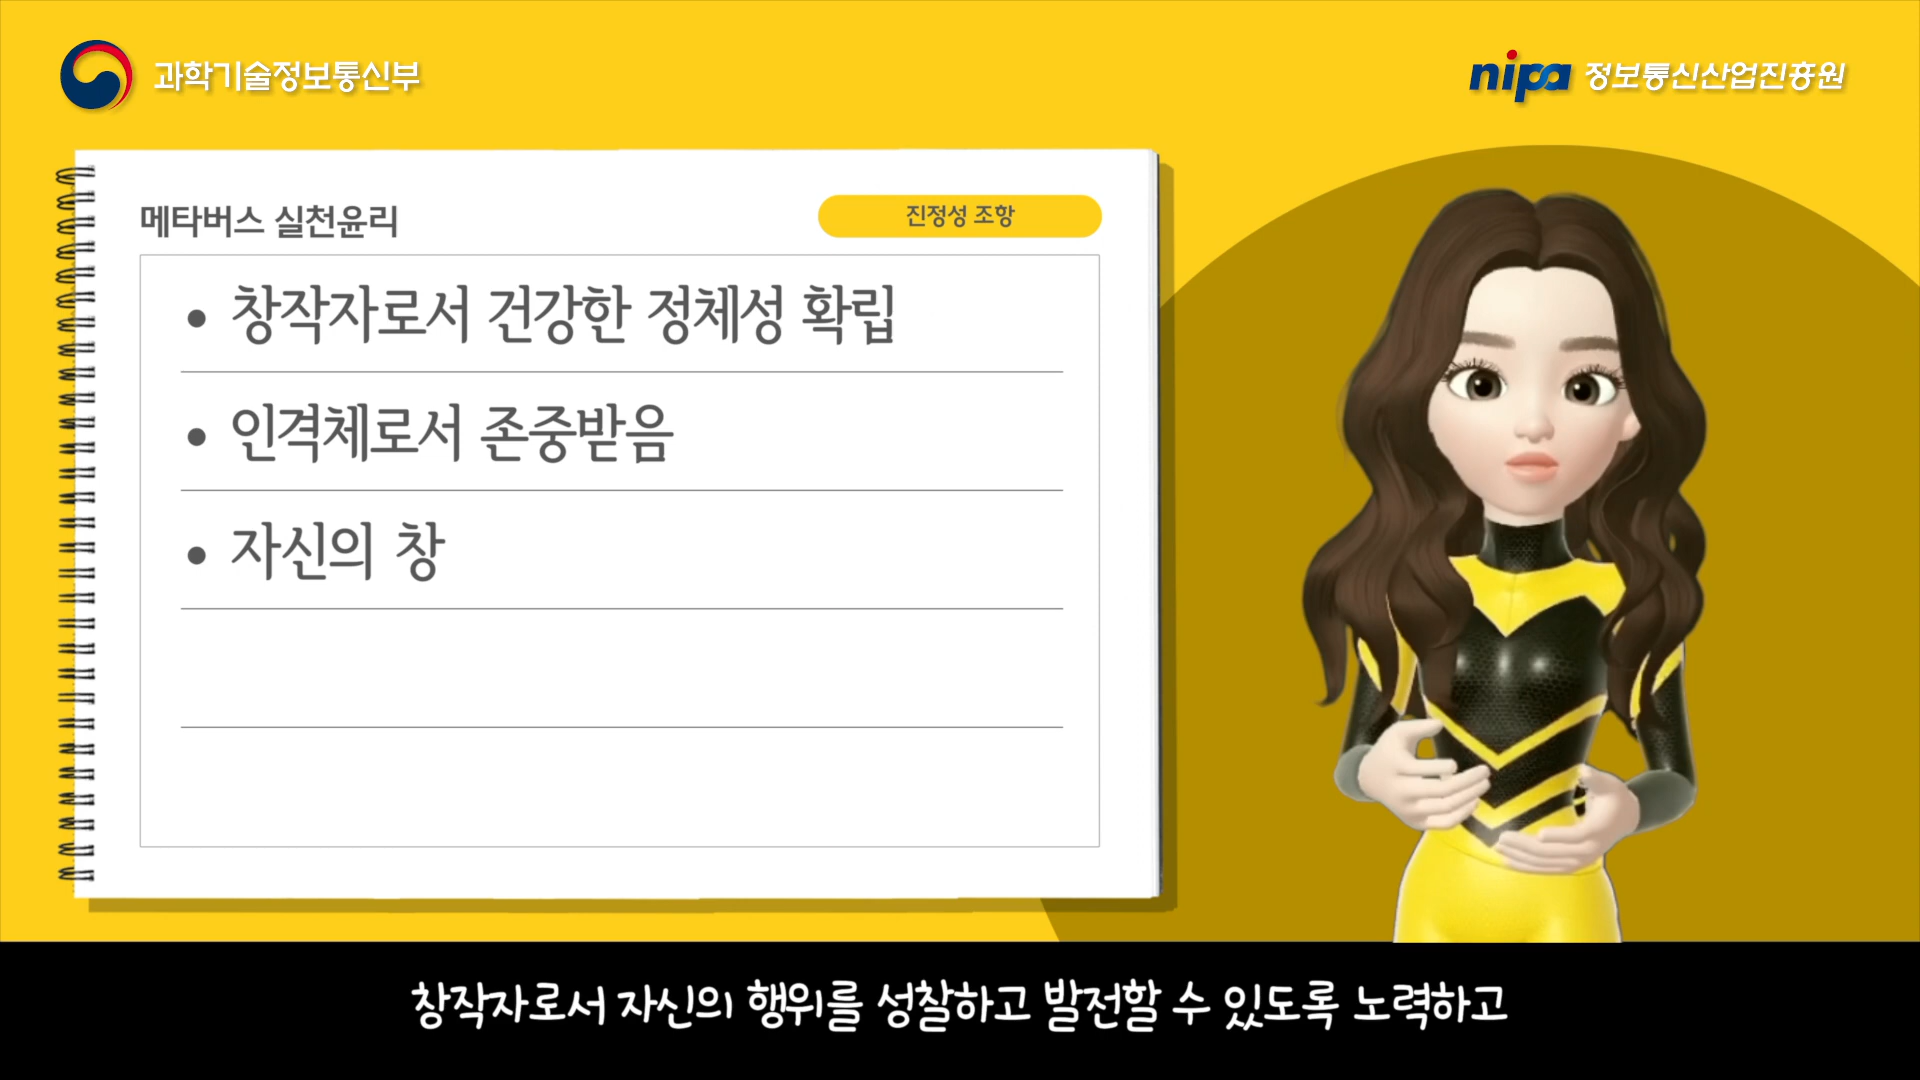 과학기술정보통신부
nipa 정보통신산업진흥원
메타버스 실천윤리
진정성 조항
• 창작자로서 건강한 정체성 확립
• 인격체로서 존중받음
• 자신의 창
창작자로서 자신의 행위를 성찰하고 발전할 수 있도록 노력하고